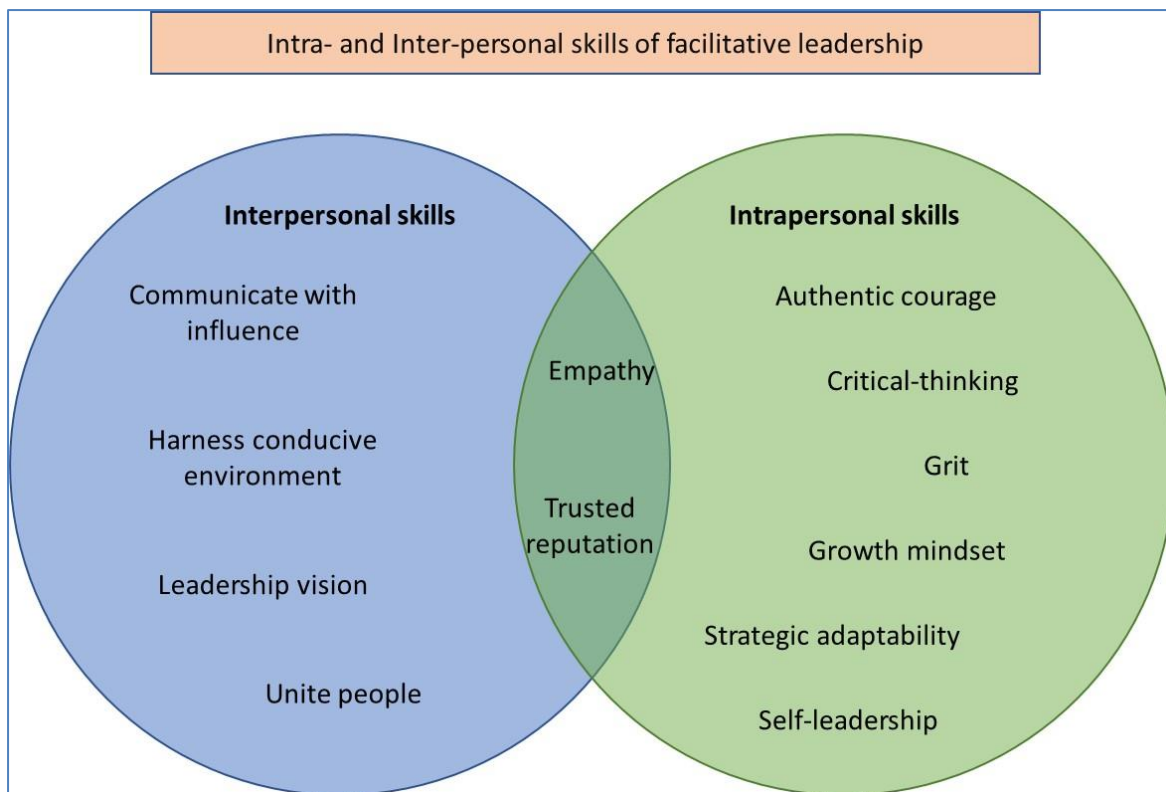 Intra- and Inter-personal skills of facilitative leadership
Interpersonal skills
Communicate with
influence
Harness conducive
environment
Leadership vision
Unite people
Empathy
Trusted
reputation
Intrapersonal skills
Authentic courage
Critical-thinking
Grit
Growth mindset
Strategic adaptability
Self-leadership